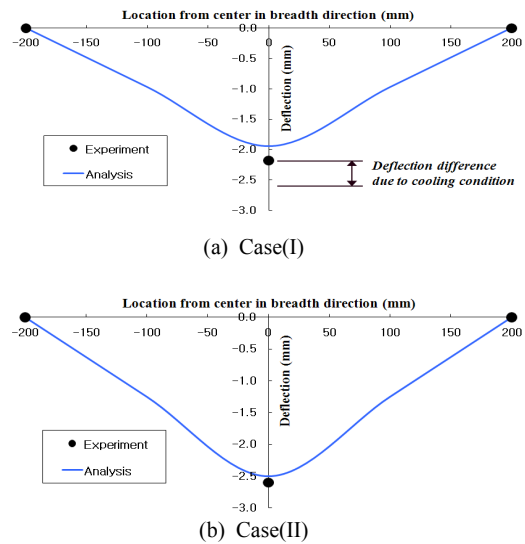 Location from center in breadth direction (mm)
-200 -150 -100 -50 0 50 100 150 200
0.0
-0.5
-1.0
-1.5
-2.0
-2.5
-3.0
Deflection (mm)
Experiment
Analysis
Deflection difference
due to cooling condition
(a) Case(I)
Location from center in breadth direction (mm)
-200 -150 -100 -50 0 50 100 150 200
0.0
-0.5
-1.0
-1.5
-2.0
-2.5
-3.0
Deflection (mm)
Experiment
Analysis
(b) Case(II)